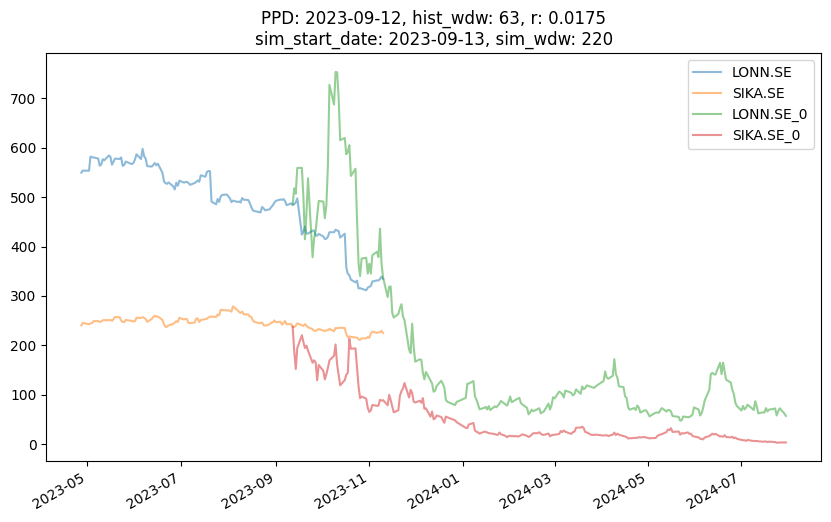 PPD: 2023-09-12, hist_wdw: 63, r: 0.0175
sim_start_date: 2023-09-13, sim_wdw: 220
LONN.SE
SIKA.SE
LONN.SE_0
SIKA.SE_0
700
600
500
400
300
200
100
0
2023-05
2023-07
2023-09
2023-11
2024-01
2024-03
2024-05
2024-07